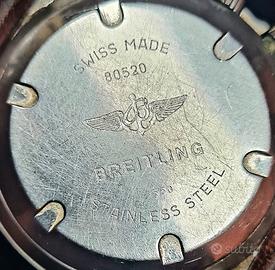 SWISS MADE
80520
BREITLING
STAINLESS STEEL
subito